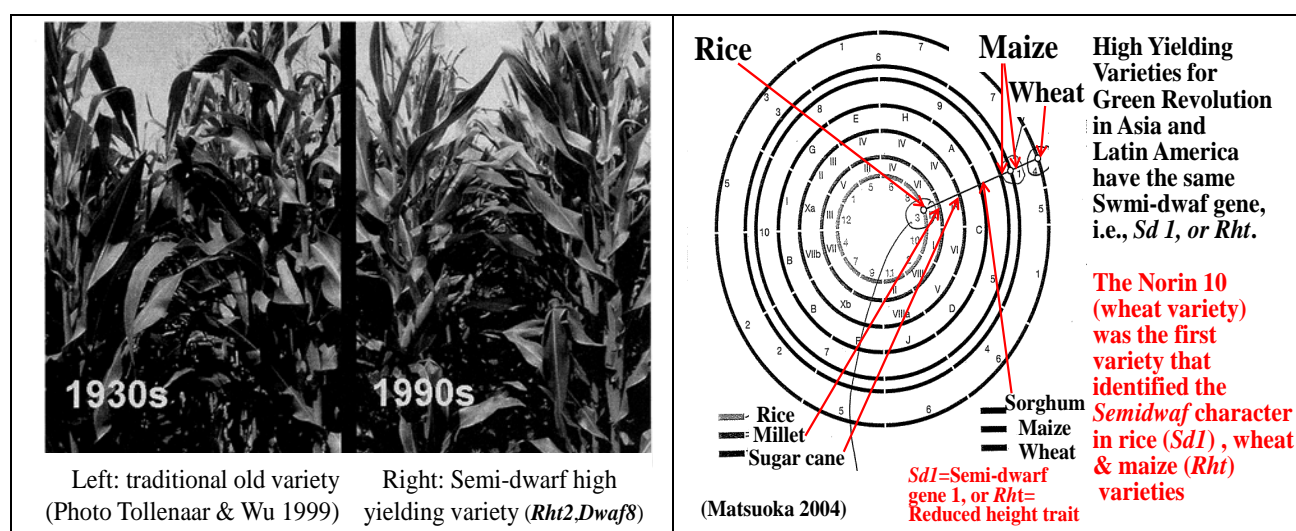 1930s
1990s
Left: traditional old variety
(Photo Tollenaar & Wu 1999)
Right: Semi-dwarf high
yielding variety (Rht2,Dwaf8)
Rice
Maize
Wheat
Rice
Millet
Sugar cane
Sorghum
Maize
Wheat
(Matsuoka 2004)
Sd1=Semi-dwarf
gene 1, or Rht=
Reduced height trait
High Yielding
Varieties for
Green Revolution
in Asia and
Latin America
have the same
Swmi-dwaf gene,
i.e., Sd 1, or Rht.
The Norin 10
(wheat variety)
was the first
variety that
identified the
Semidwaf character
in rice (Sd1) , wheat
& maize (Rht)
varieties